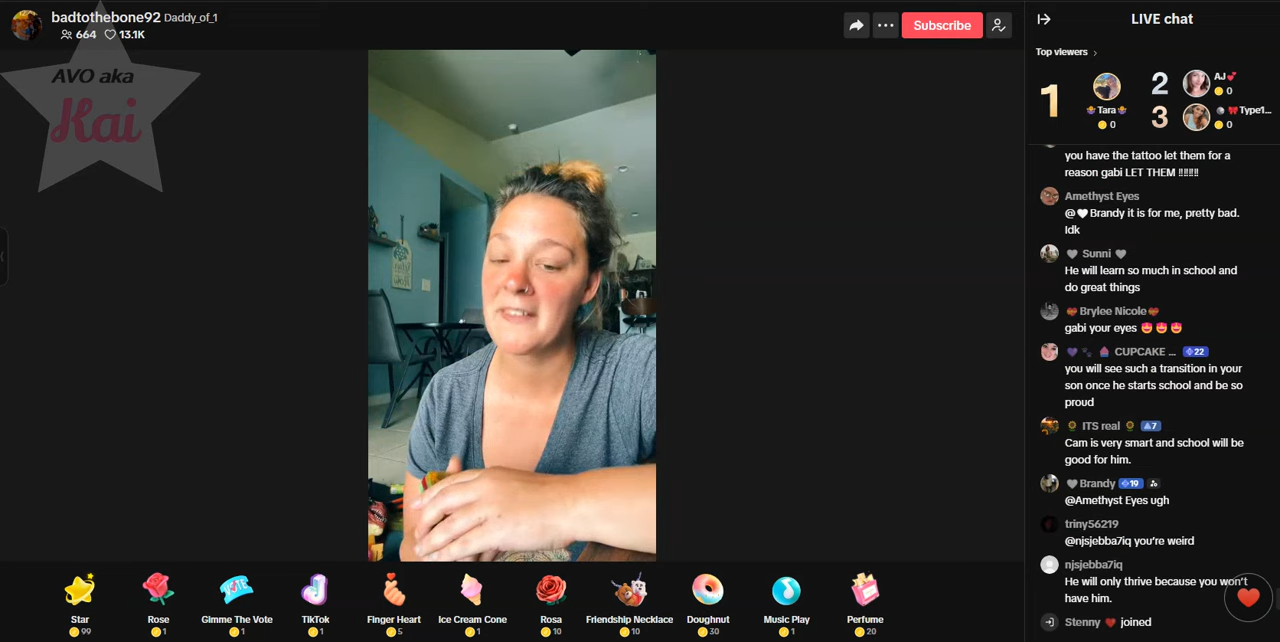 badtothebone92 Daddy_of_1
664 13.1K
Subscribe
AVO aka
Kai
LIVE chat
Top viewers
1
Tara
0
2
AJ
0
3
Type1...
0
you have the tattoo let them for a
reason gabi LET THEM !!!!!!!!
Amethyst Eyes
@🤍Brandy it is for me, pretty bad.
Idk
Sunni
He will learn so much in school and
do great things
Brylee Nicole
gabi your eyes 😍😍😍
CUPCAKE ... 22
you will see such a transition in your
son once he starts school and be so
proud
ITS real 7
Cam is very smart and school will be
good for him.
Brandy 19
@Amethyst Eyes ugh
triny56219
@njsjebba7iq you're weird
njsjebba7iq
He will only thrive because you won't
have him.
Stenny joined
Star Rose Gimme The Vote TikTok Finger Heart Ice Cream Cone Rosa Friendship Necklace Doughnut Music Play Perfume
99 1 1 1 5 1 10 10 30 1 20